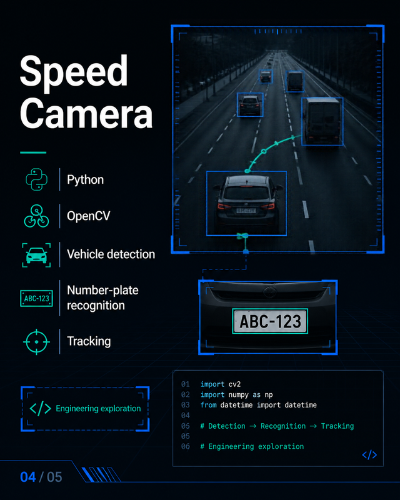 Speed
Camera
Python
OpenCV
Vehicle detection
ABC-123
Number-plate
recognition
Tracking
ABC-123
</> Engineering exploration
01 import cv2
02 import numpy as np
03 from datetime import datetime
04
05 # Detection → Recognition → Tracking
05
06 # Engineering exploration
</>
04 / 05